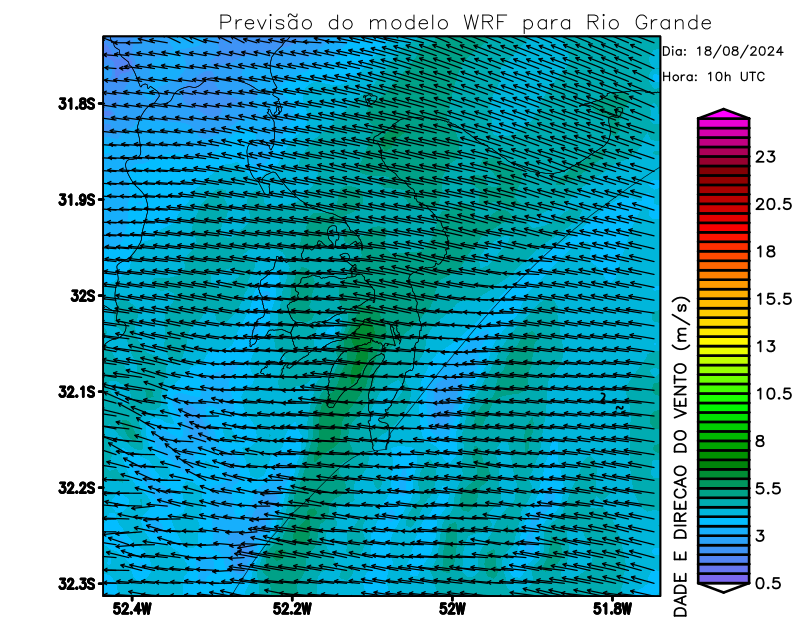 Previsão do modelo WRF para Rio Grande
Dia: 18/08/2024
Hora: 10h UTC
31.8S
31.9S
32S
32.1S
32.2S
32.3S
52.4W
52.2W
52W
51.8W
23
20.5
18
15.5
13
10.5
8
5.5
3
0.5
DADE E DIRECAO DO VENTO (m/s)